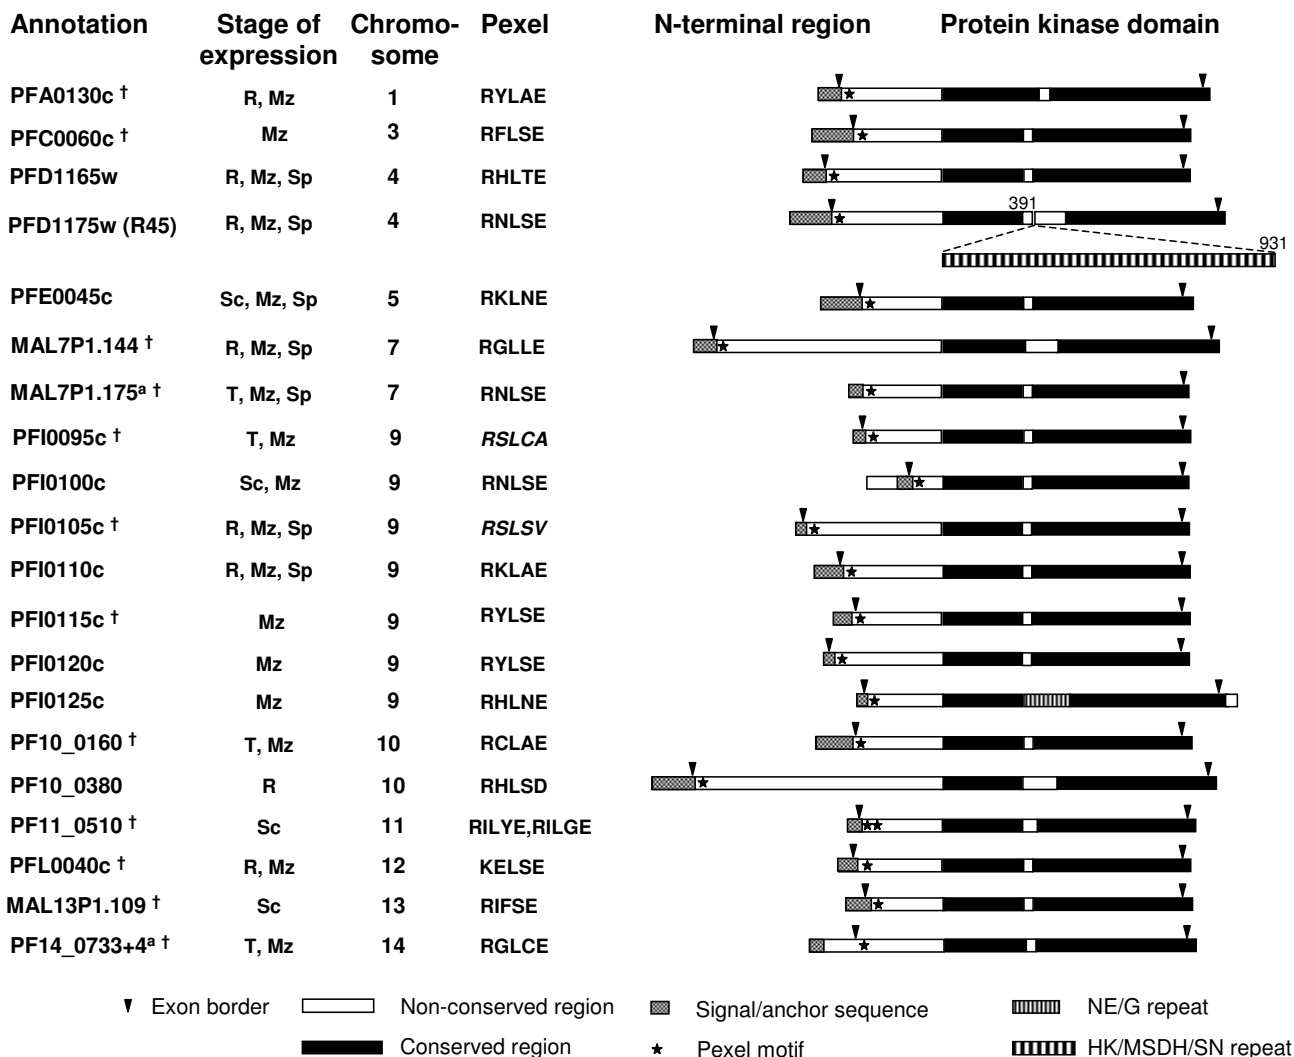 Annotation Stage of expression Chromo-some Pexel N-terminal region Protein kinase domain
PFA0130c † R, Mz 1 RYLAE
PFC0060c † Mz 3 RFLSE
PFD1165w R, Mz, Sp 4 RHLTE
PFD1175w (R45) R, Mz, Sp 4 RNLSE 391
931
PFE0045c Sc, Mz, Sp 5 RKLNE
MAL7P1.144 † R, Mz, Sp 7 RGLLE
MAL7P1.175a † T, Mz, Sp 7 RNLSE
PFI0095c † T, Mz 9 RSLCA
PFI0100c Sc, Mz 9 RNLSE
PFI0105c † R, Mz, Sp 9 RSLSV
PFI0110c R, Mz, Sp 9 RKLAE
PFI0115c † Mz 9 RYLSE
PFI0120c Mz 9 RYLSE
PFI0125c Mz 9 RHLNE
PF10_0160 † T, Mz 10 RCLAE
PF10_0380 R 10 RHLSD
PF11_0510 † Sc 11 RILYE,RILGE
PFL0040c † R, Mz 12 KELSE
MAL13P1.109 † Sc 13 RIFSE
PF14_0733+4a † T, Mz 14 RGLCE
Exon border Non-conserved region Signal/anchor sequence NE/G repeat
Conserved region Pexel motif HK/MSDH/SN repeat